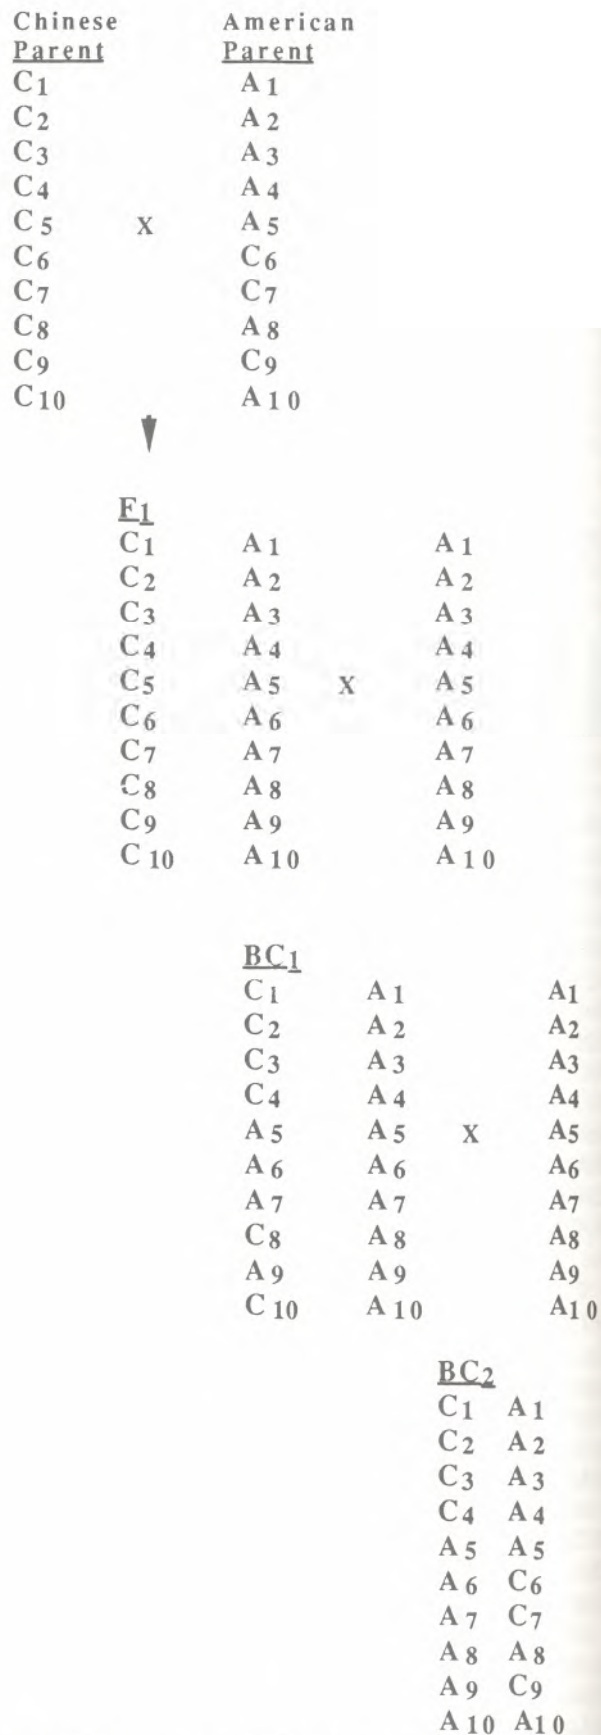 Chinese American
Parent Parent
C1 A1
C2 A2
C3 A3
C4 A4
C5 X A5
C6 C6
C7 C7
C8 A8
C9 C9
C10 A10
F1
C1 A1 A1
C2 A2 A2
C3 A3 A3
C4 A4 A4
C5 A5 X A5
C6 A6 A6
C7 A7 A7
C8 A8 A8
C9 A9 A9
C10 A10 A10
BC1
C1 A1 A1
C2 A2 A2
C3 A3 A3
C4 A4 A4
A5 A5 X A5
A6 A6 A6
A7 A7 A7
C8 A8 A8
A9 A9 A9
C10 A10 A10
BC2
C1 A1
C2 A2
C3 A3
C4 A4
A5 A5
A6 C6
A7 C7
A8 A8
A9 C9
A10 A10